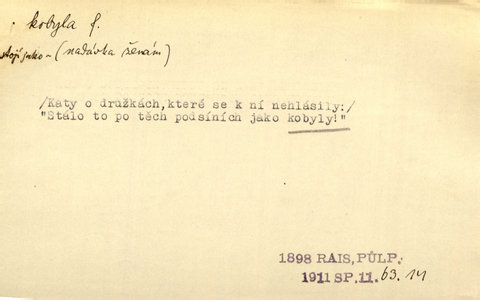 kobyla f.
stojí jako - (nadávka ženám)
/Katy o družkách,které se k ní nehlásily:/
"Stálo to po těch podsíních jako kobyly!"
1898 RAIS,PŮLP.
1911 SP.11. 63.14